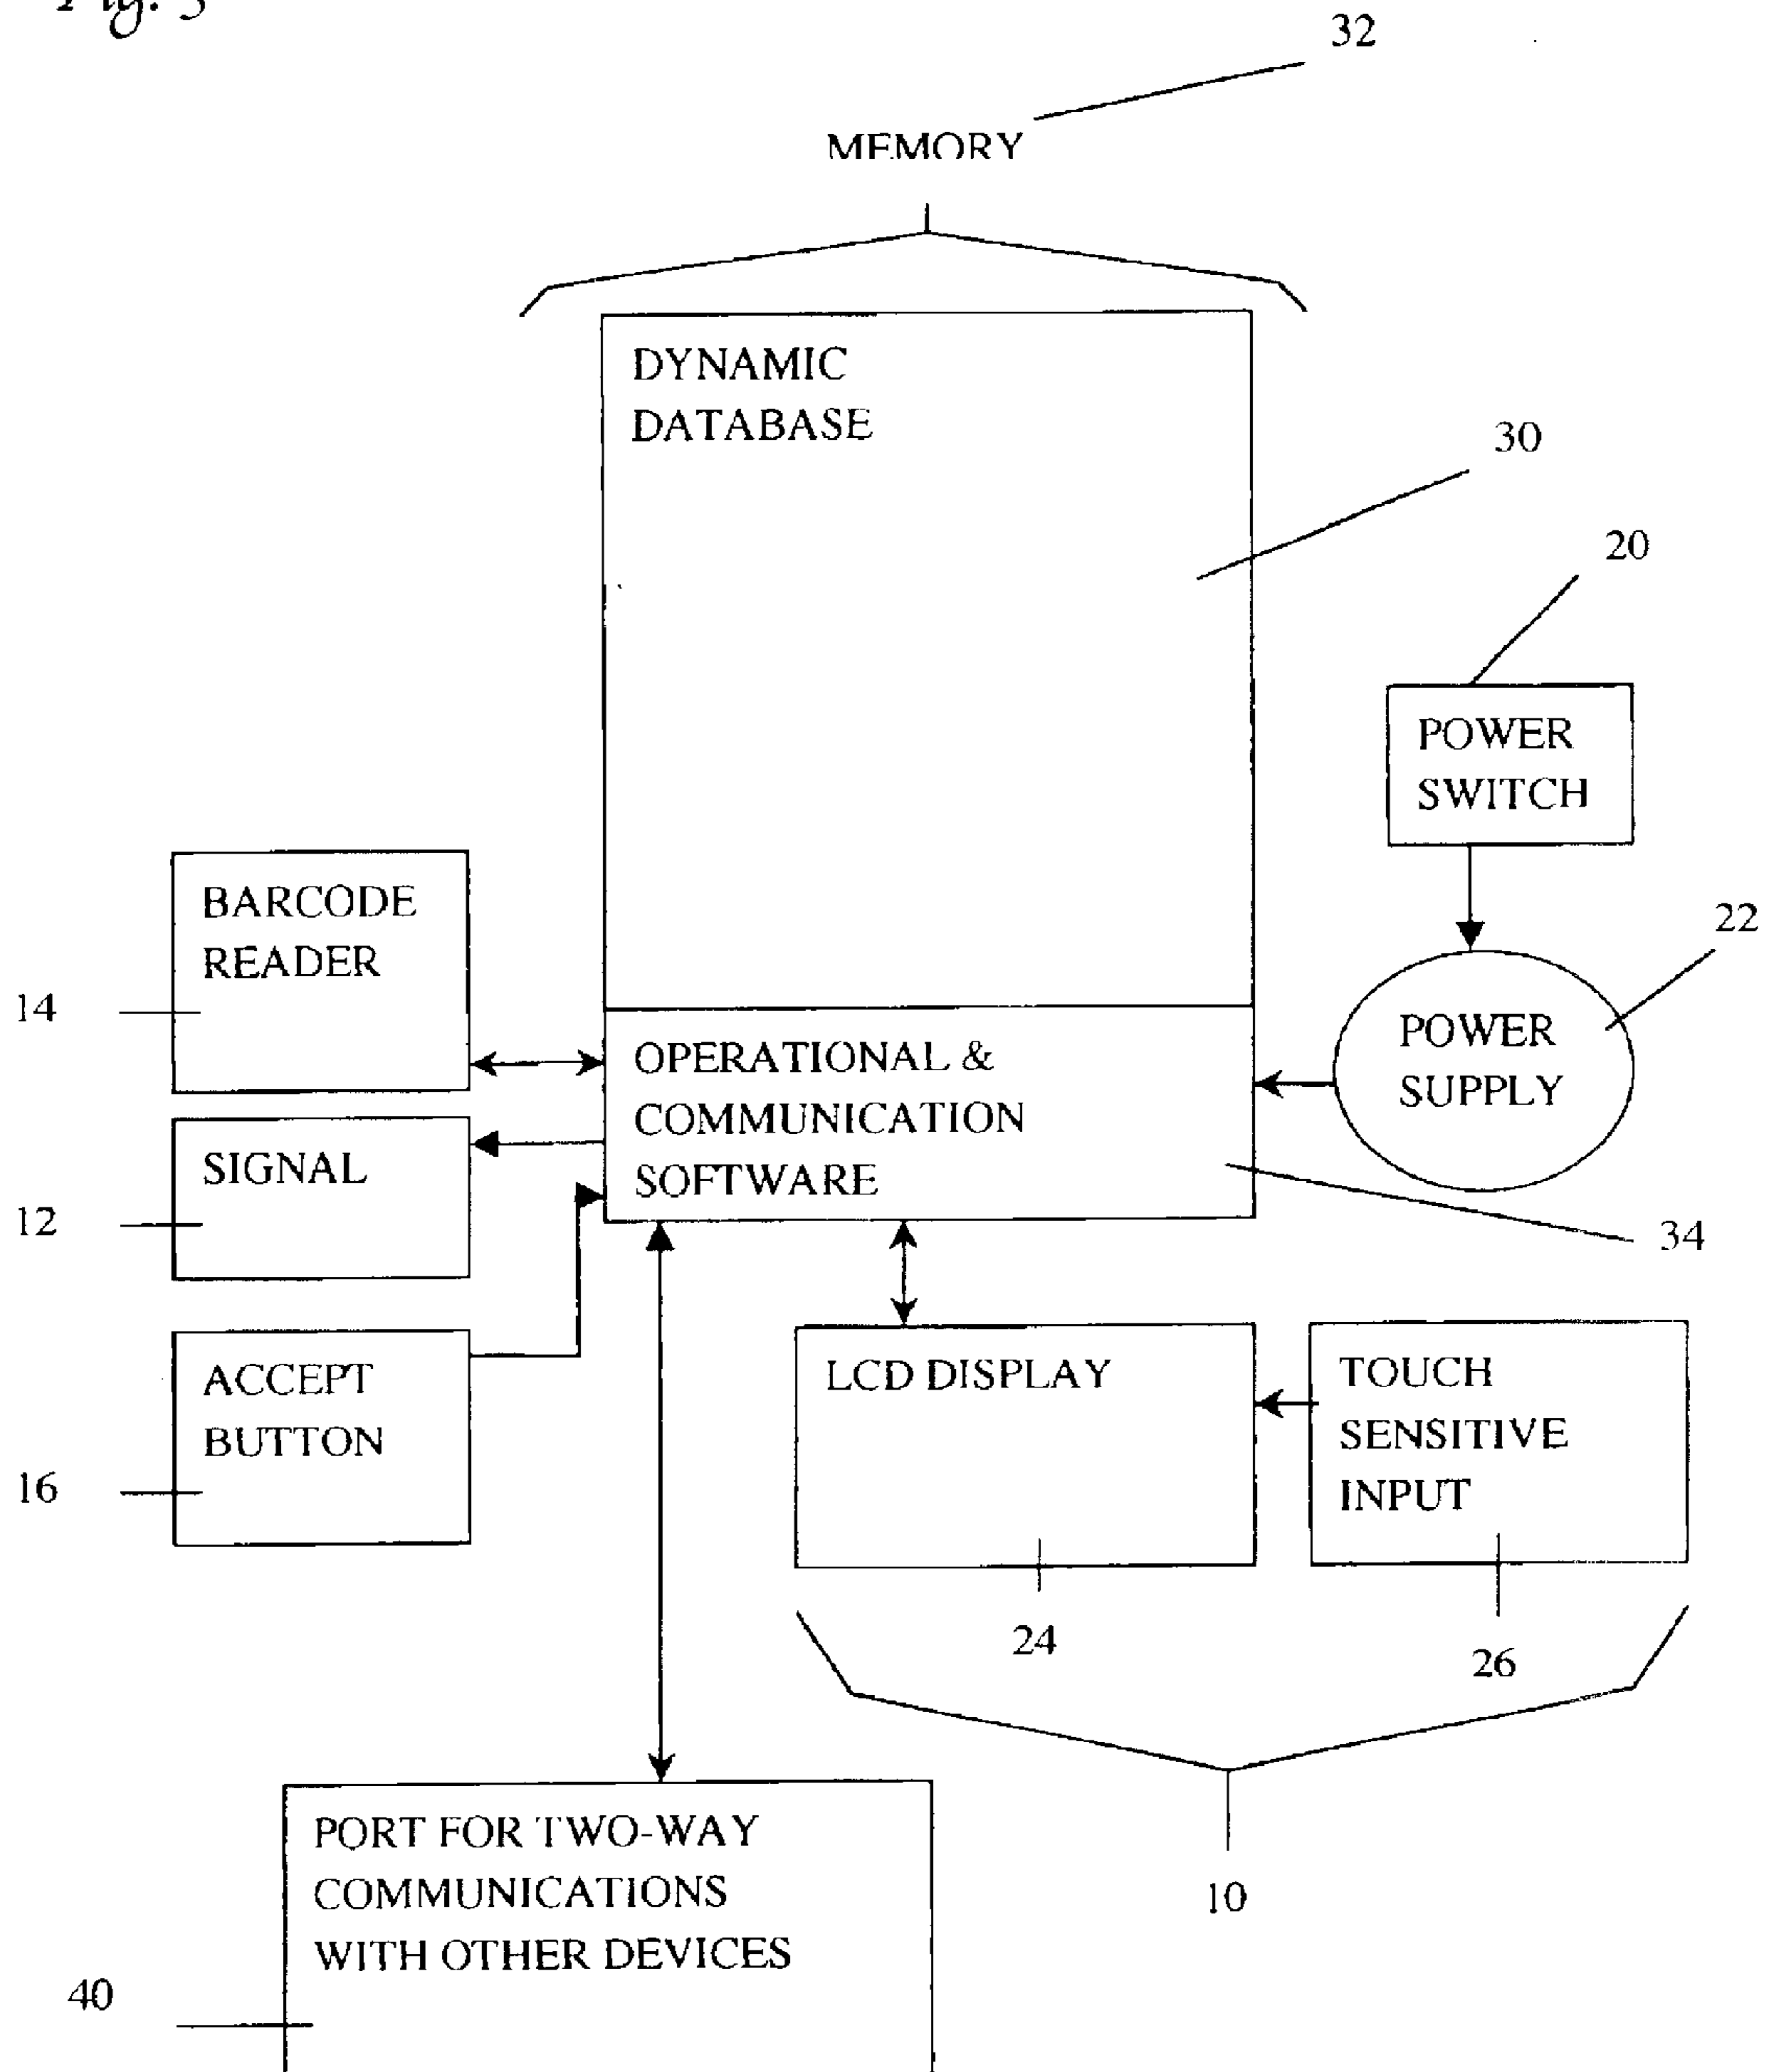 Fig. 3
32
MEMORY
DYNAMIC
DATABASE
30
20
POWER
SWITCH
BARCODE
READER
22
14
POWER
SUPPLY
OPERATIONAL &
COMMUNICATION
SOFTWARE
SIGNAL
12
34
ACCEPT
BUTTON
16
LCD DISPLAY
TOUCH
SENSITIVE
INPUT
24
26
10
PORT FOR TWO-WAY
COMMUNICATIONS
WITH OTHER DEVICES
40